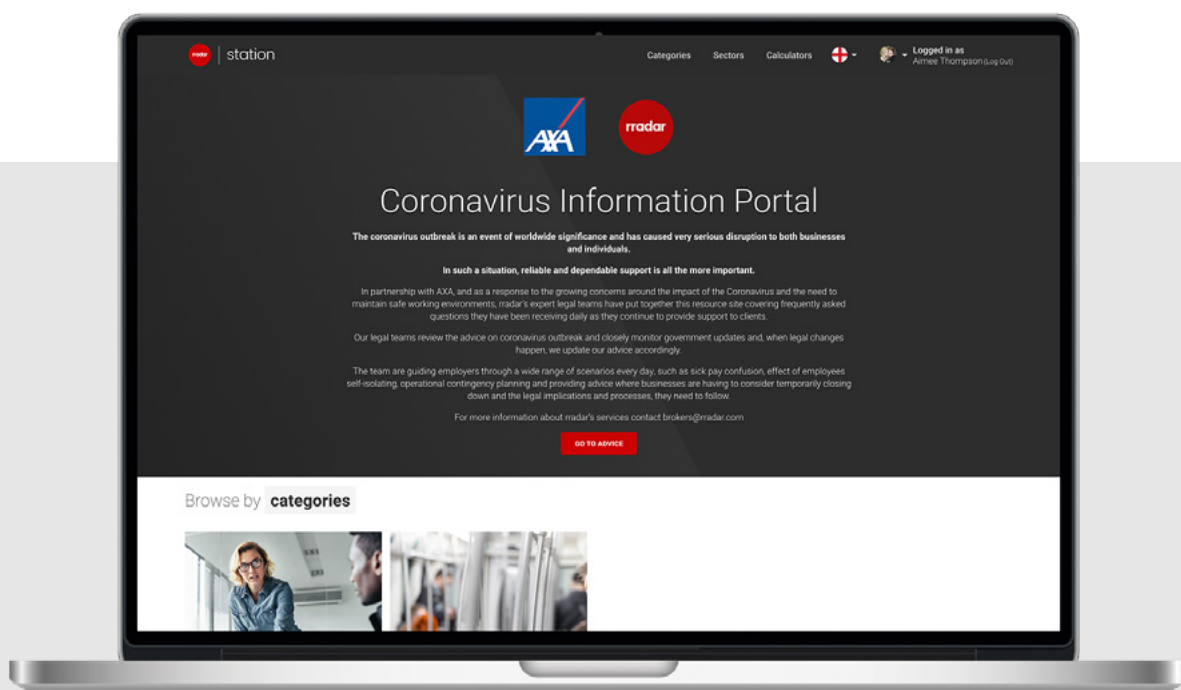 rradar | station
Categories Sectors Calculators
Logged in as
Aimee Thompson (Log Out)
AXA rradar
Coronavirus Information Portal
The coronavirus outbreak is an event of worldwide significance and has caused very serious disruption to both businesses
and individuals.
In such a situation, reliable and dependable support is all the more important.
In partnership with AXA, and as a response to the growing concerns around the impact of the Coronavirus and the need to
maintain safe working environments, rradar's expert legal teams have put together this resource site covering frequently asked
questions they have been receiving daily as they continue to provide support to clients.
Our legal teams review the advice on coronavirus outbreak and closely monitor government updates and, when legal changes
happen, we update our advice accordingly.
The team are guiding employers through a wide range of scenarios every day, such as sick pay confusion, effect of employees
self-isolating, operational contingency planning and providing advice where businesses are having to consider temporarily closing
down and the legal implications and processes, they need to follow.
For more information about rradar's services contact brokers@rradar.com
GO TO ADVICE
Browse by categories